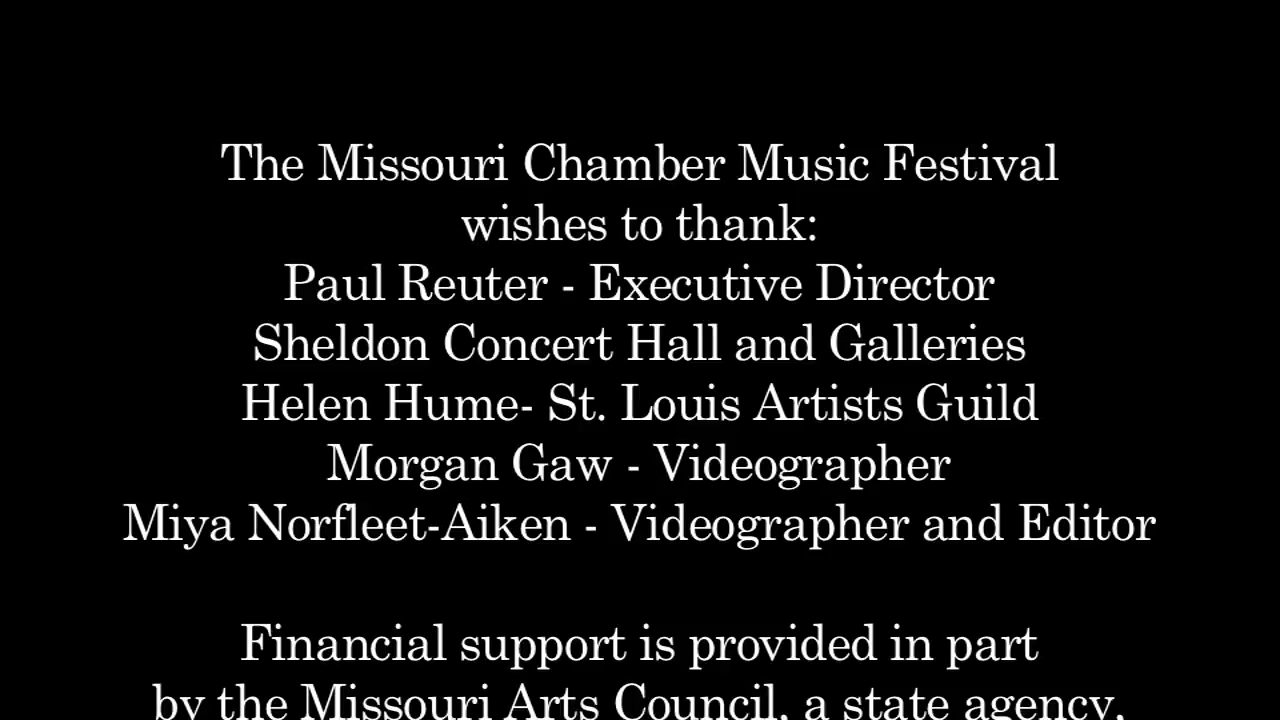 The Missouri Chamber Music Festival
wishes to thank:
Paul Reuter - Executive Director
Sheldon Concert Hall and Galleries
Helen Hume- St. Louis Artists Guild
Morgan Gaw - Videographer
Miya Norfleet-Aiken - Videographer and Editor
Financial support is provided in part
by the Missouri Arts Council, a state agency,